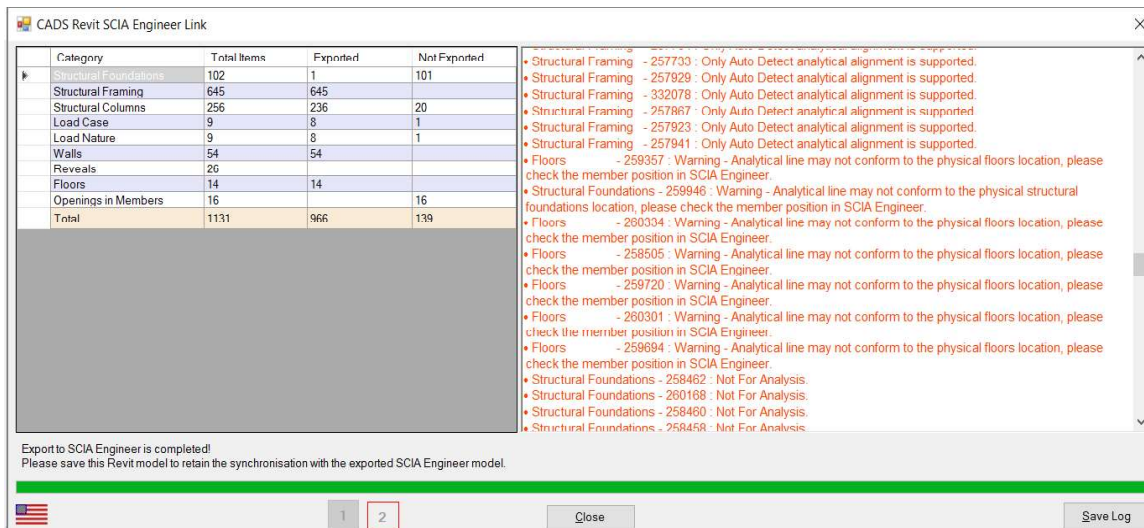 CADS Revit SCIA Engineer Link
Category Total Items Exported Not Exported
Structural Foundations 102 1 101
Structural Framing 645 645
Structural Columns 256 236 20
Load Case 9 8 1
Load Nature 9 8 1
Walls 54 54
Reveals 26
Floors 14 14
Openings in Members 16 16
Total 1131 966 139
• Structural Framing - 257733 : Only Auto Detect analytical alignment is supported.
• Structural Framing - 257929 : Only Auto Detect analytical alignment is supported.
• Structural Framing - 332078 : Only Auto Detect analytical alignment is supported.
• Structural Framing - 257867 : Only Auto Detect analytical alignment is supported.
• Structural Framing - 257923 : Only Auto Detect analytical alignment is supported.
• Structural Framing - 257941 : Only Auto Detect analytical alignment is supported.
• Floors - 259357 : Warning - Analytical line may not conform to the physical floors location, please
check the member position in SCIA Engineer.
• Structural Foundations - 259946 : Warning - Analytical line may not conform to the physical structural
foundations location, please check the member position in SCIA Engineer.
• Floors - 260334 : Warning - Analytical line may not conform to the physical floors location, please
check the member position in SCIA Engineer.
• Floors - 258505 : Warning - Analytical line may not conform to the physical floors location, please
check the member position in SCIA Engineer.
• Floors - 259720 : Warning - Analytical line may not conform to the physical floors location, please
check the member position in SCIA Engineer.
• Floors - 260301 : Warning - Analytical line may not conform to the physical floors location, please
check the member position in SCIA Engineer.
• Floors - 259694 : Warning - Analytical line may not conform to the physical floors location, please
check the member position in SCIA Engineer.
• Structural Foundations - 258462 : Not For Analysis.
• Structural Foundations - 260168 : Not For Analysis.
• Structural Foundations - 258460 : Not For Analysis.
• Structural Foundations - 258458 : Not For Analysis.
Export to SCIA Engineer is completed!
Please save this Revit model to retain the synchronisation with the exported SCIA Engineer model.
1 2 Close Save Log